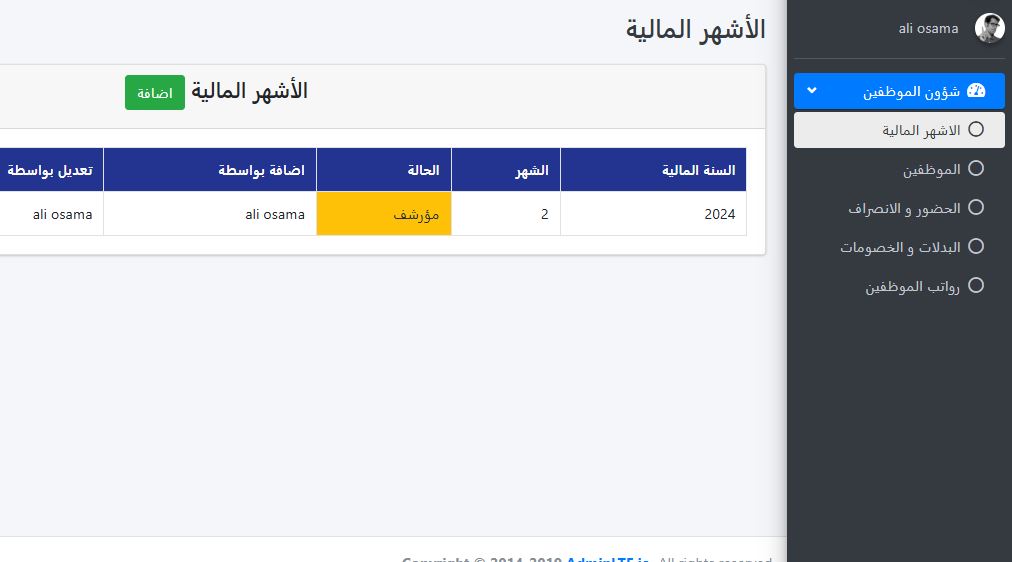 ali osama
شؤون الموظفين
الاشهر المالية
الموظفين
الحضور و الانصراف
البدلات و الخصومات
رواتب الموظفين
الأشهر المالية
الأشهر المالية اضافة
السنة المالية الشهر الحالة اضافة بواسطة تعديل بواسطة
2024 2 مؤرشف ali osama ali osama
Copyright © 2014-2019 AdminLTE.io. All rights reserved